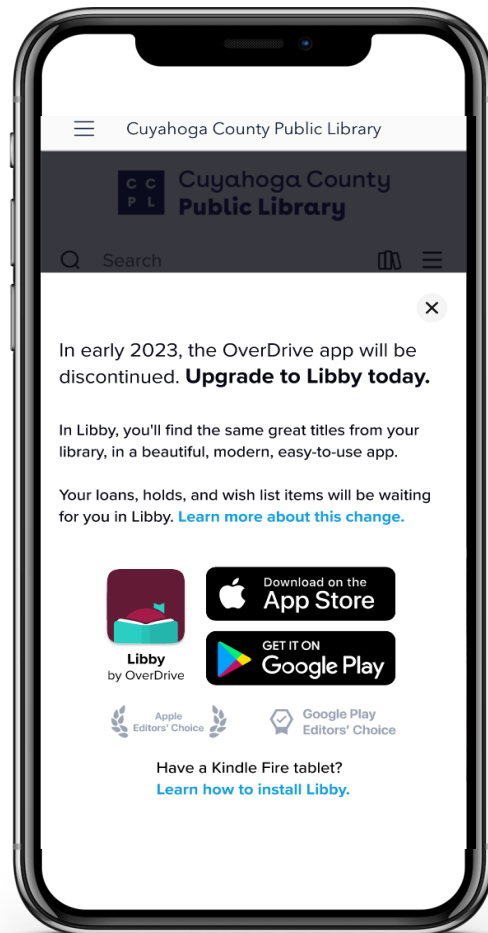 Cuyahoga County Public Library
C C
P L
Cuyahoga County
Public Library
Search
In early 2023, the OverDrive app will be
discontinued. Upgrade to Libby today.
In Libby, you'll find the same great titles from your
library, in a beautiful, modern, easy-to-use app.
Your loans, holds, and wish list items will be waiting
for you in Libby. Learn more about this change.
Libby
by OverDrive
Download on the
App Store
GET IT ON
Google Play
Apple
Editors' Choice
Google Play
Editors' Choice
Have a Kindle Fire tablet?
Learn how to install Libby.